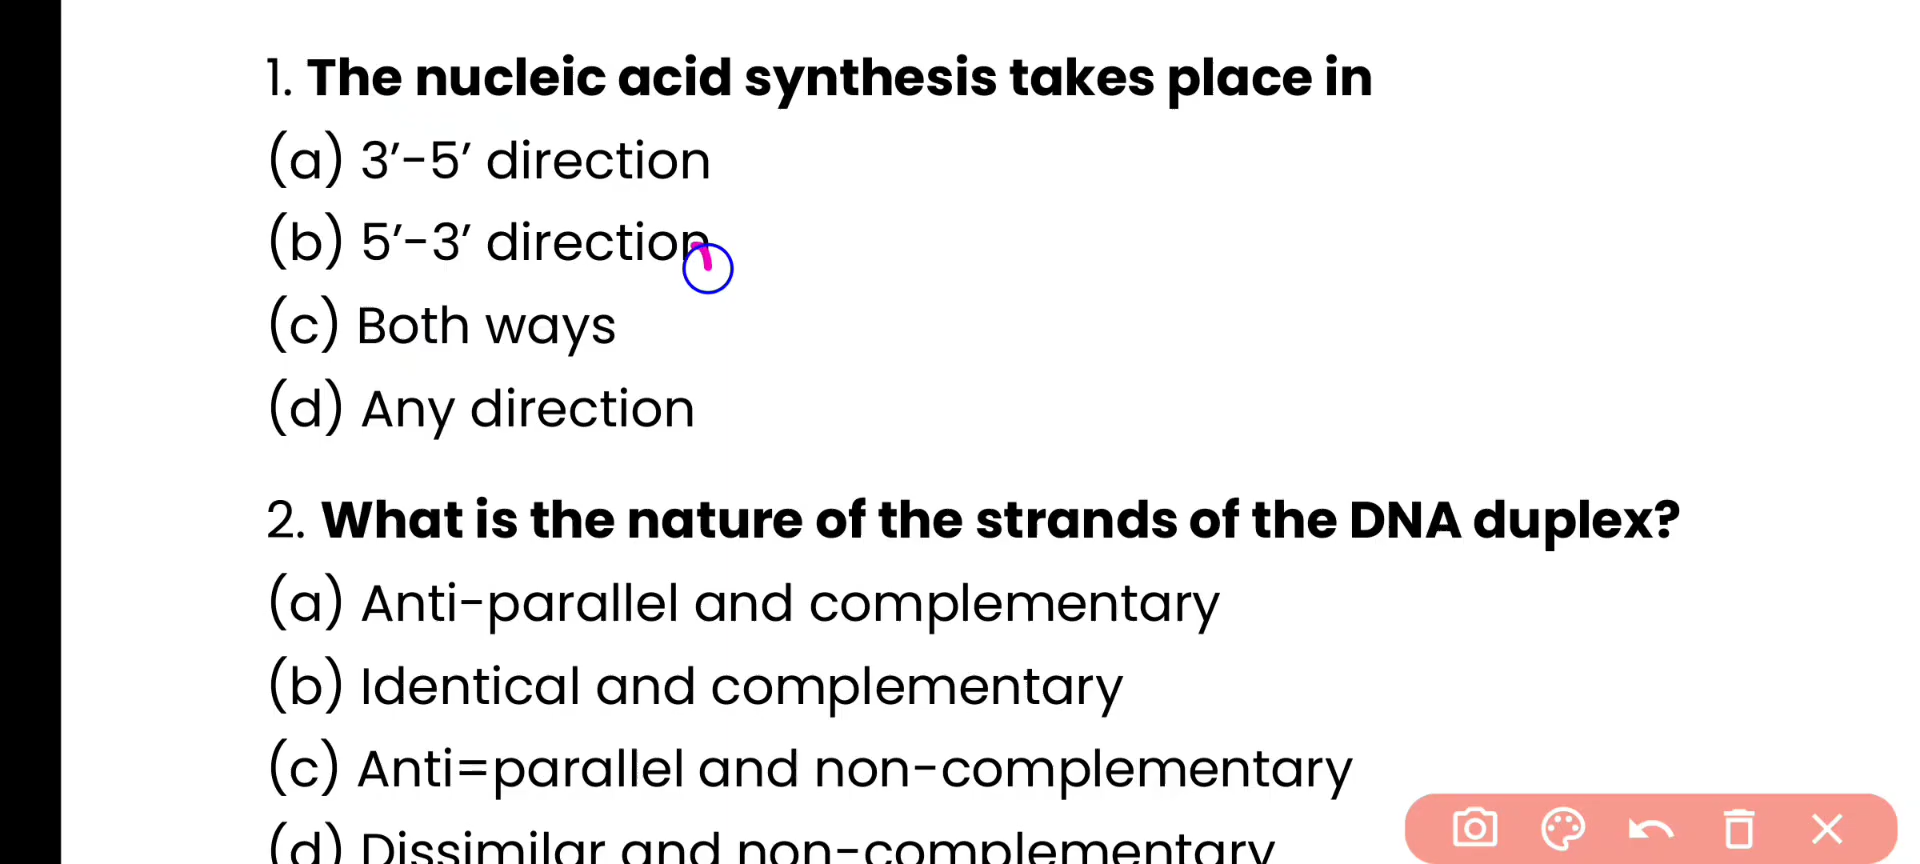 1. The nucleic acid synthesis takes place in
(a) 3’-5’ direction
(b) 5’-3’ direction
(c) Both ways
(d) Any direction
2. What is the nature of the strands of the DNA duplex?
(a) Anti-parallel and complementary
(b) Identical and complementary
(c) Anti=parallel and non-complementary
(d) Dissimilar and non-complementary